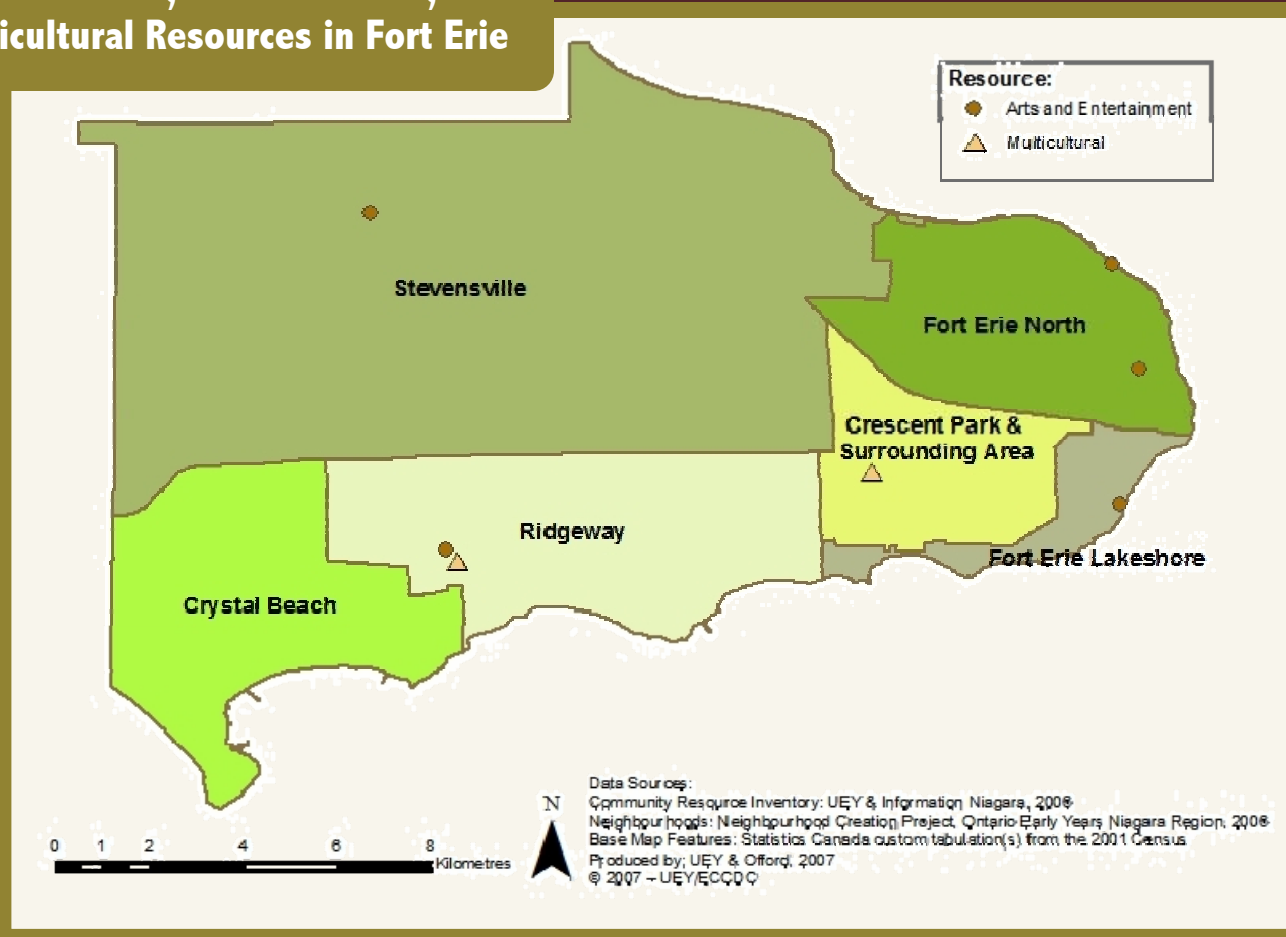 icultural Resources in Fort Erie
Resource:
Arts and Entertainment
Multicultural
Stevensville
Fort Erie North
Crescent Park &
Surrounding Area
Ridgeway
Fort Erie Lakeshore
Crystal Beach
Data Sources:
Community Resource Inventory: UEY & Information Niagara, 2006
Neighbourhoods: Neighbourhood Creation Project, Ontario Early Years Niagara Region, 2006
Base Map Features: Statistics Canada custom tabulation(s) from the 2001 Census
Produced by; UEY & Offord, 2007
© 2007 – UEY/ECCDC
N
0 1 2 4 6 8
Kilometres